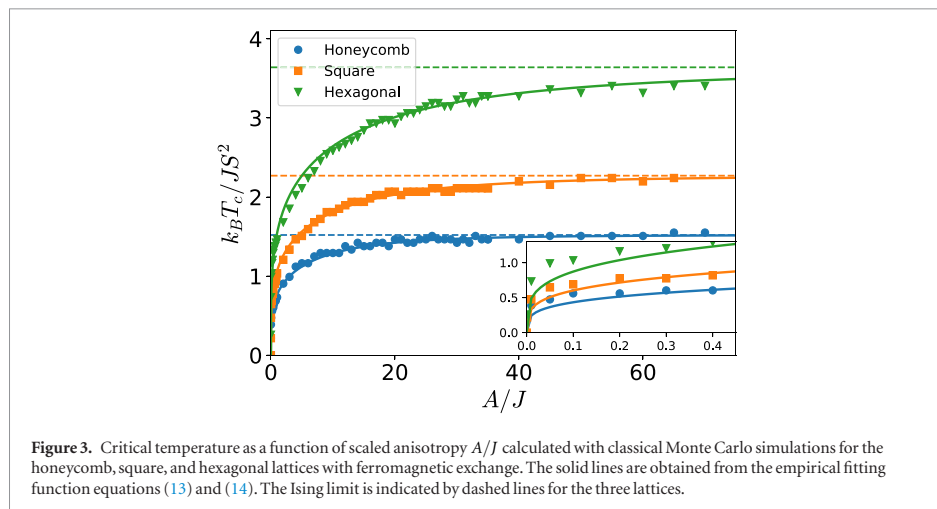 4
3
2
1
0
k_BT_c/JS^2
Honeycomb
Square
Hexagonal
1.0
0.5
0.0
0.0 0.1 0.2 0.3 0.4
0 20 40 60
A/J
Figure 3. Critical temperature as a function of scaled anisotropy A/J calculated with classical Monte Carlo simulations for the
honeycomb, square, and hexagonal lattices with ferromagnetic exchange. The solid lines are obtained from the empirical fitting
function equations (13) and (14). The Ising limit is indicated by dashed lines for the three lattices.